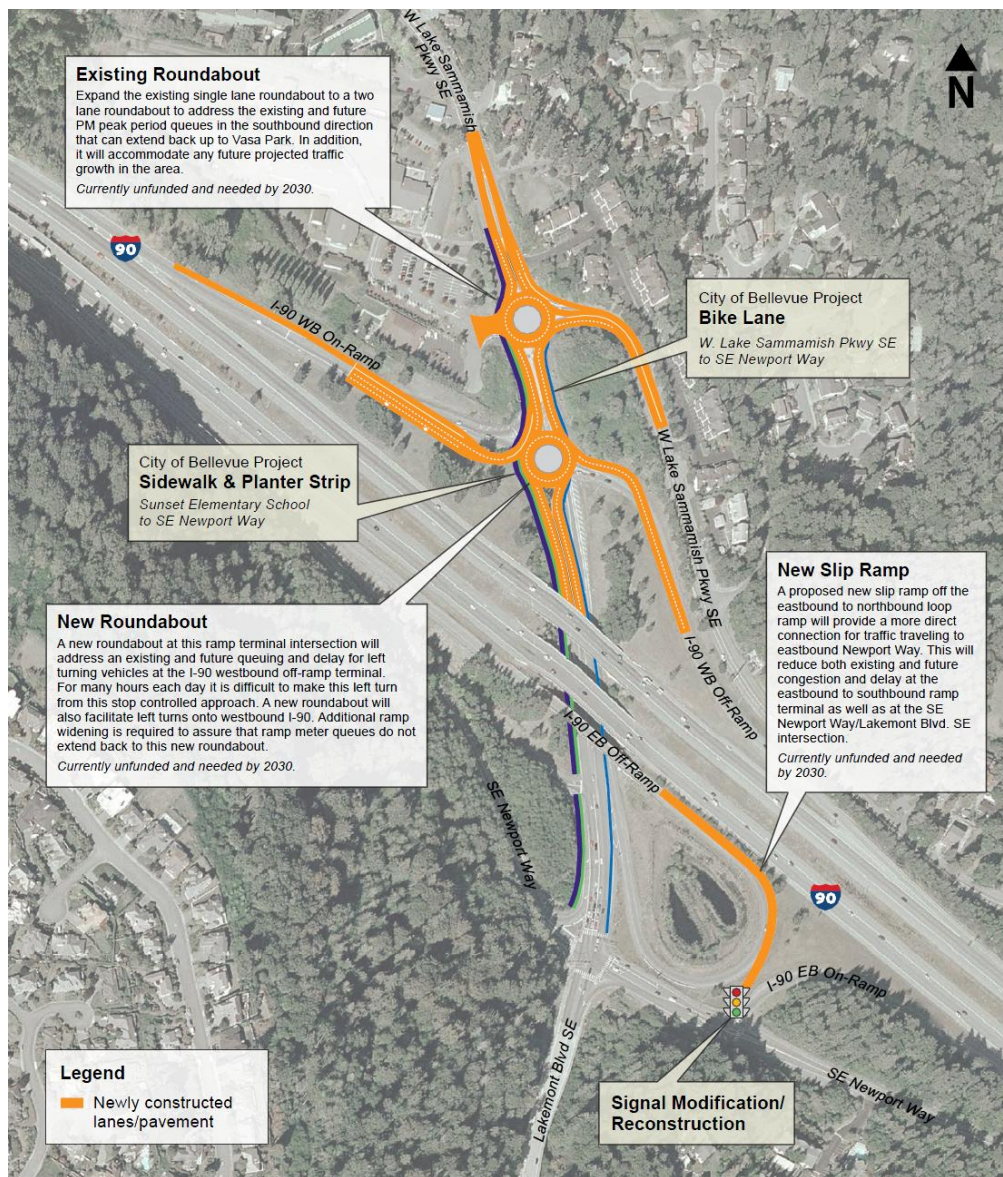 W Lake Sammamish
Pkwy SE
N
Existing Roundabout
Expand the existing single lane roundabout to a two
lane roundabout to address the existing and future
PM peak period queues in the southbound direction
that can extend back up to Vasa Park. In addition,
it will accommodate any future projected traffic
growth in the area.
Currently unfunded and needed by 2030.
90
I-90 WB On-Ramp
City of Bellevue Project
Bike Lane
W. Lake Sammamish Pkwy SE
to SE Newport Way
City of Bellevue Project
Sidewalk & Planter Strip
Sunset Elementary School
to SE Newport Way
W Lake Sammamish Pkwy SE
New Roundabout
A new roundabout at this ramp terminal intersection will
address an existing and future queuing and delay for left
turning vehicles at the I-90 westbound off-ramp terminal.
For many hours each day it is difficult to make this left turn
from this stop controlled approach. A new roundabout will
also facilitate left turns onto westbound I-90. Additional ramp
widening is required to assure that ramp meter queues do not
extend back to this new roundabout.
Currently unfunded and needed by 2030.
New Slip Ramp
A proposed new slip ramp off the
eastbound to northbound loop
ramp will provide a more direct
connection for traffic traveling to
eastbound Newport Way. This will
reduce both existing and future
congestion and delay at the
eastbound to southbound ramp
terminal as well as at the SE
Newport Way/Lakemont Blvd. SE
intersection.
Currently unfunded and needed
by 2030.
I-90 WB Off-Ramp
I-90 EB Off-Ramp
SE Newport Way
90
I-90 EB On-Ramp
Lakemont Blvd SE
SE Newport Way
Signal Modification/
Reconstruction
Legend
Newly constructed
lanes/pavement